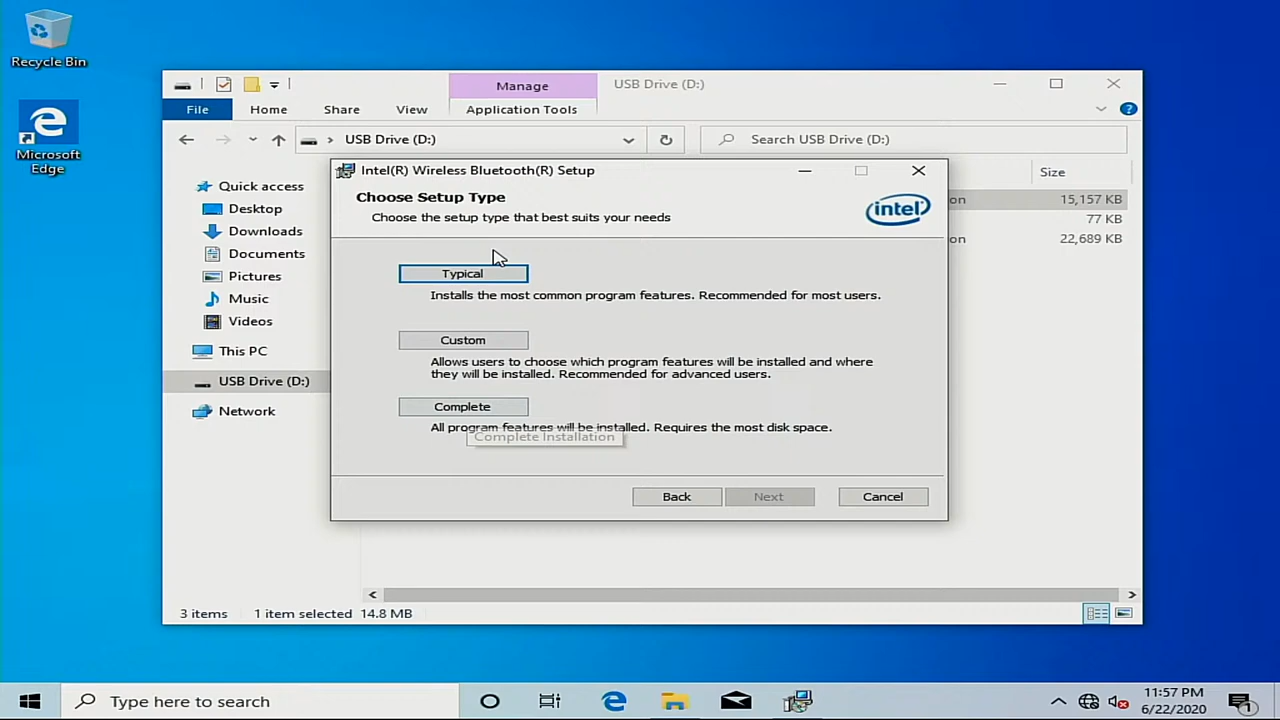 Recycle Bin
Microsoft
Edge
Manage
USB Drive (D:)
File
Home
Share
View
Application Tools
?
USB Drive (D:)
Search USB Drive (D:)
Size
on
15,157 KB
77 KB
on
22,689 KB
Quick access
Desktop
Downloads
Documents
Pictures
Music
Videos
This PC
USB Drive (D:)
Network
Intel(R) Wireless Bluetooth(R) Setup
Choose Setup Type
Choose the setup type that best suits your needs
intel
Typical
Installs the most common program features. Recommended for most users.
Custom
Allows users to choose which program features will be installed and where
they will be installed. Recommended for advanced users.
Complete
All program features will be installed. Requires the most disk space.
Complete Installation
Back
Next
Cancel
3 items
1 item selected 14.8 MB
Type here to search
11:57 PM
6/22/2020
1